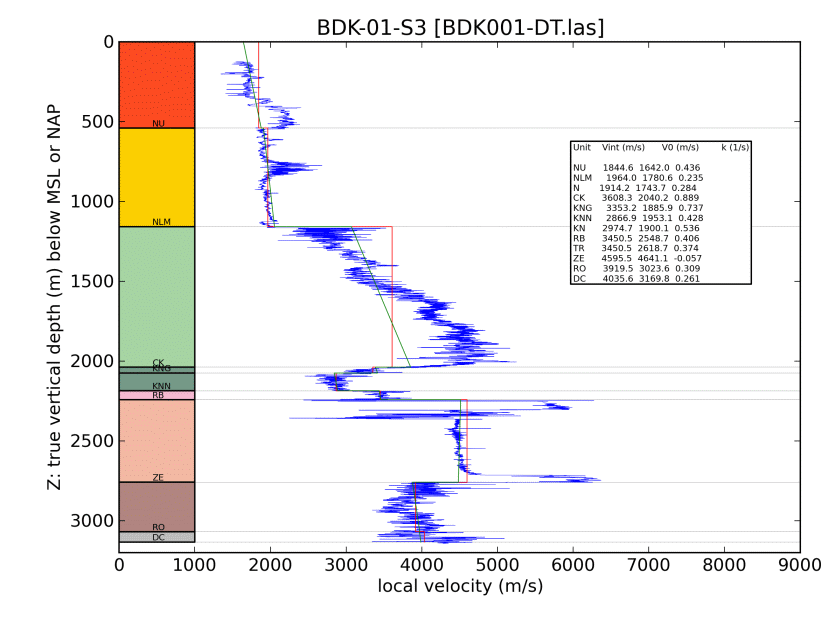 BDK-01-S3 [BDK001-DT.las]
Z: true vertical depth (m) below MSL or NAP
0
500
1000
1500
2000
2500
3000
NU
NLM
CK
KNG
KNN
RB
ZE
RO
DC
Unit Vint (m/s) V0 (m/s) k (1/s)
NU 1844.6 1642.0 0.436
NLM 1964.0 1780.6 0.235
N 1914.2 1743.7 0.284
CK 3608.3 2040.2 0.889
KNG 3353.2 1885.9 0.737
KNN 2866.9 1953.1 0.428
KN 2974.7 1900.1 0.536
RB 3450.5 2548.7 0.406
TR 3450.5 2618.7 0.374
ZE 4595.5 4641.1 -0.057
RO 3919.5 3023.6 0.309
DC 4035.6 3169.8 0.261
0 1000 2000 3000 4000 5000 6000 7000 8000 9000
local velocity (m/s)